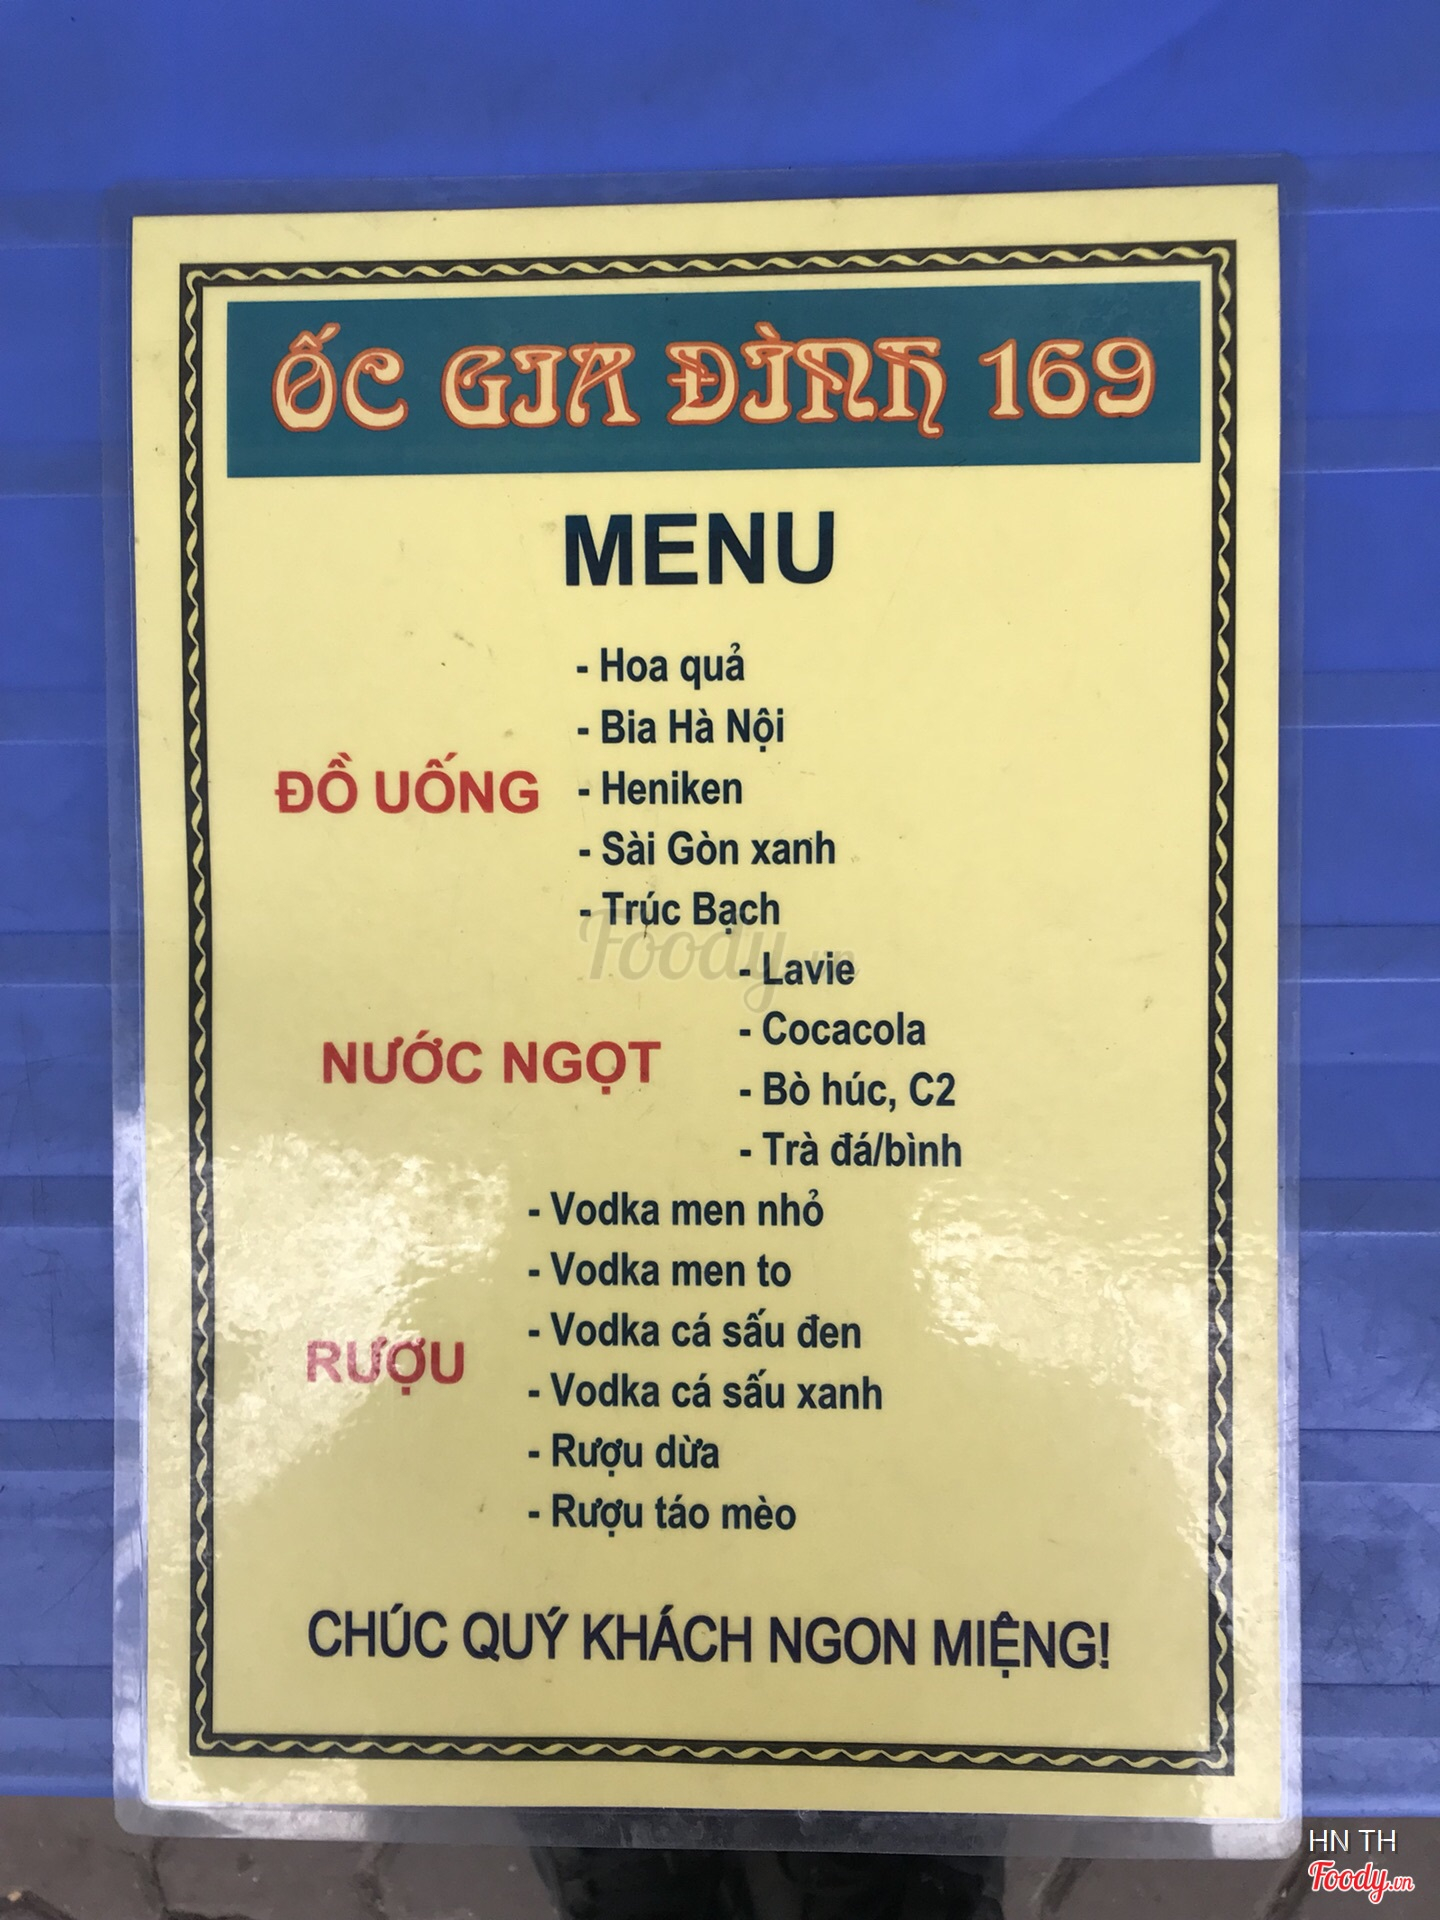 ỐC GIA ĐÌNH 169
MENU
ĐỒ UỐNG
- Hoa quả
- Bia Hà Nội
- Heniken
- Sài Gòn xanh
- Trúc Bạch
NƯỚC NGỌT
- Lavie
- Cocacola
- Bò húc, C2
- Trà đá/bình
RƯỢU
- Vodka men nhỏ
- Vodka men to
- Vodka cá sấu đen
- Vodka cá sấu xanh
- Rượu dừa
- Rượu táo mèo
CHÚC QUÝ KHÁCH NGON MIỆNG!
Foody.vn
HN TH
Foody.vn